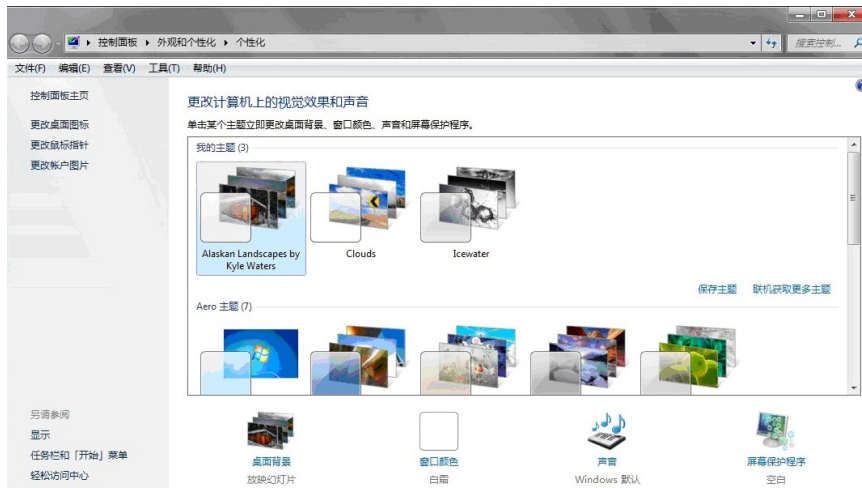 控制面板 ▸ 外观和个性化 ▸ 个性化
搜索控制...
文件(F) 编辑(E) 查看(V) 工具(T) 帮助(H)
控制面板主页
更改桌面图标
更改鼠标指针
更改帐户图片
更改计算机上的视觉效果和声音
单击某个主题立即更改桌面背景、窗口颜色、声音和屏幕保护程序。
我的主题 (3)
Alaskan Landscapes by
Kyle Waters
Clouds
Icewater
保存主题 联机获取更多主题
Aero 主题 (7)
另请参阅
显示
任务栏和「开始」菜单
轻松访问中心
桌面背景
放映幻灯片
窗口颜色
白霜
声音
Windows 默认
屏幕保护程序
空白